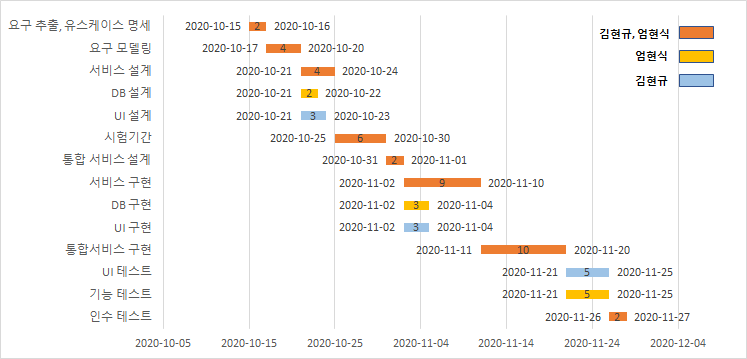 요구 추출, 유스케이스 명세 2020-10-15 2 2020-10-16
요구 모델링 2020-10-17 4 2020-10-20
서비스 설계 2020-10-21 4 2020-10-24
DB 설계 2020-10-21 2 2020-10-22
UI 설계 2020-10-21 3 2020-10-23
시험기간 2020-10-25 6 2020-10-30
통합 서비스 설계 2020-10-31 2 2020-11-01
서비스 구현 2020-11-02 9 2020-11-10
DB 구현 2020-11-02 3 2020-11-04
UI 구현 2020-11-02 3 2020-11-04
통합서비스 구현 2020-11-11 10 2020-11-20
UI 테스트 2020-11-21 5 2020-11-25
기능 테스트 2020-11-21 5 2020-11-25
인수 테스트 2020-11-26 2 2020-11-27
2020-10-05 2020-10-15 2020-10-25 2020-11-04 2020-11-14 2020-11-24 2020-12-04
김현규, 엄현식
엄현식
김현규